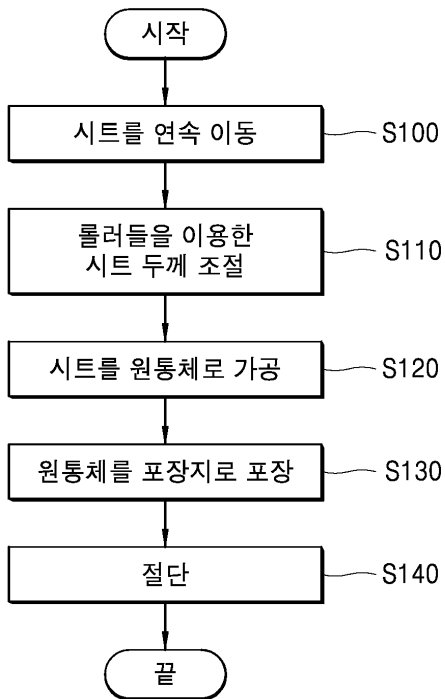 시작
시트를 연속 이동
S100
롤러들을 이용한
시트 두께 조절
S110
시트를 원통체로 가공
S120
원통체를 포장지로 포장
S130
절단
S140
끝